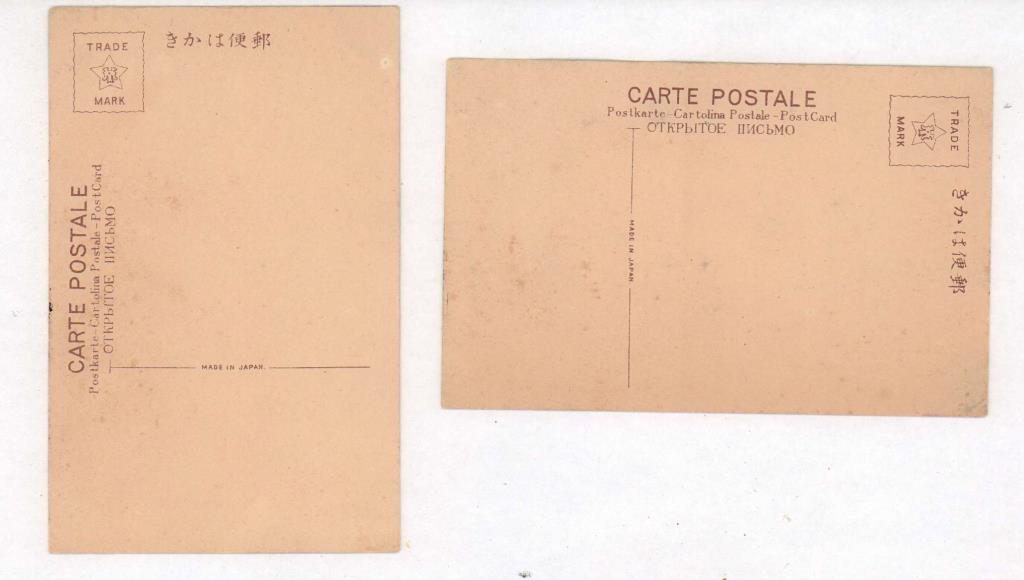 TRADE
MARK
郵便はかき
CARTE POSTALE
Postkarte-Cartolina Postale-PostCard
ОТКРЫТОЕ ПИСЬМО
MADE IN JAPAN.
CARTE POSTALE
Postkarte-Cartolina Postale-PostCard
ОТКРЫТОЕ ПИСЬМО
TRADE
MARK
郵便はかき
MADE IN JAPAN.